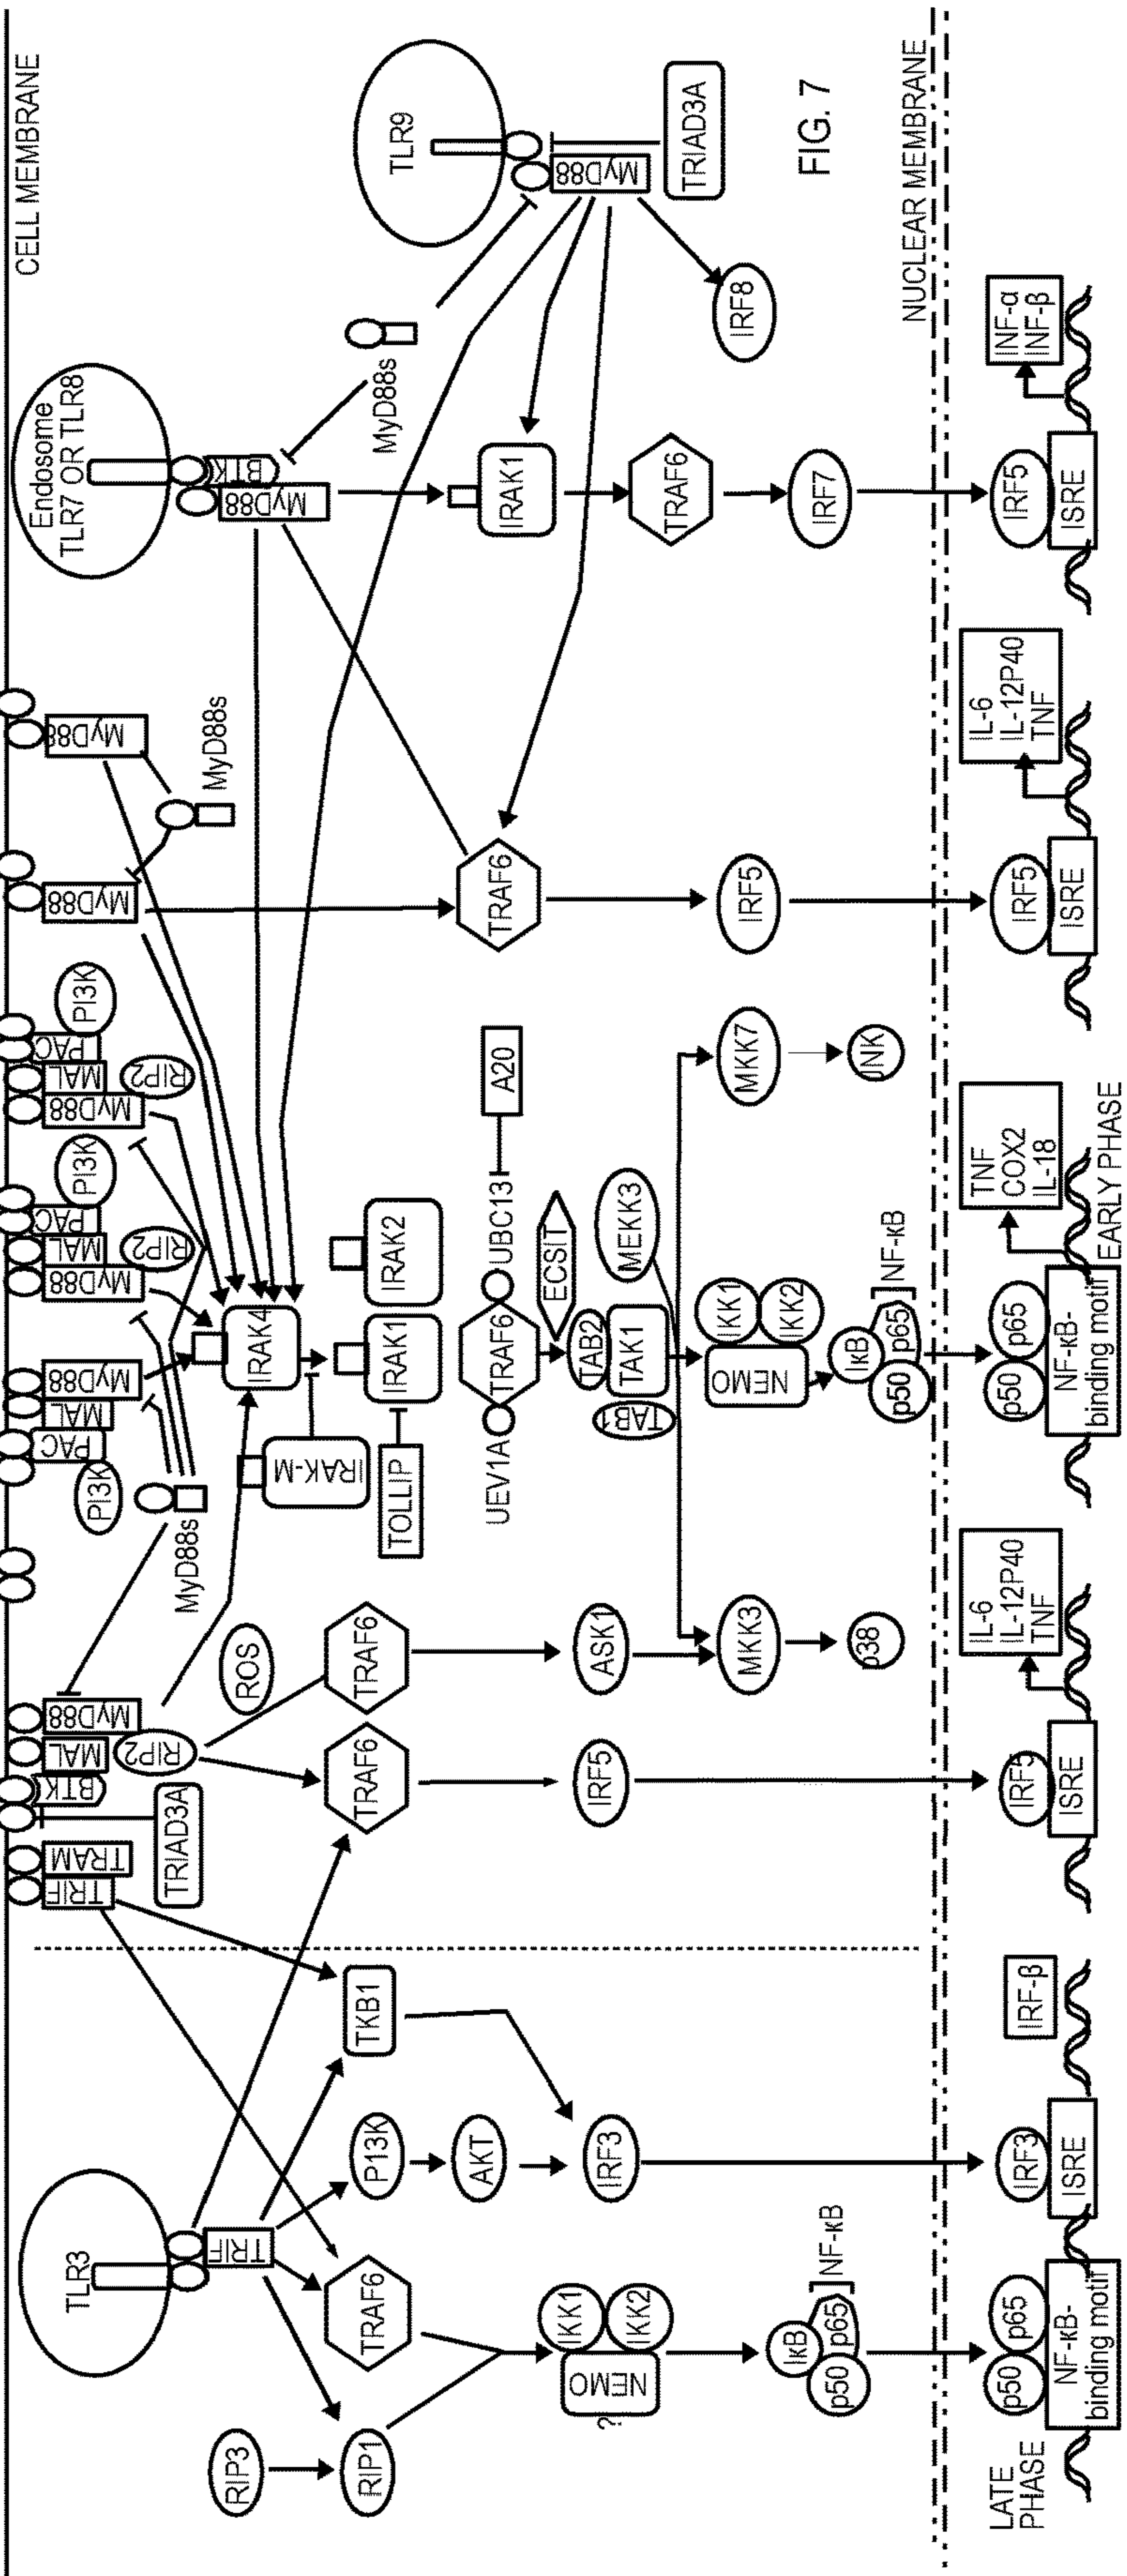 CELL MEMBRANE
TLR3
TRIF
TRIF
TRAM
TRIAD3A
BTK
MAL
RIP2
MyD88
MyD88s
PI3K
PAC
MAL
MyD88
MyD88
MAL
PAC
RIP2
PI3K
MyD88
MAL
PAC
RIP2
PI3K
MyD88
MyD88
MyD88s
Endosome
TLR7 OR TLR8
BTK
MyD88
MyD88s
TLR9
MyD88
TRIAD3A
RIP3
RIP1
TRAF6
P13K
AKT
TKB1
TRAF6
ROS
TRAF6
IRAK-M
TOLLIP
IRAK4
IRAK1
IRAK2
UEV1A
TRAF6
UBC13
A20
TRAF6
IRAK1
TRAF6
IRF8
IKK1
IKK2
NEMO
?
IRF3
IRF5
ASK1
TAB1
TAB2
TAK1
ECSIT
MEKK3
MKK3
NEMO
IKK1
IKK2
MKK7
IRF5
IRF7
FIG. 7
IκB
p50
p65
NF-κB
p38
IκB
p50
p65
NF-κB
JNK
NUCLEAR MEMBRANE
LATE
PHASE
p50
p65
NF-κB-
binding motif
IRF3
ISRE
IRF-β
IRF5
ISRE
IL-6
IL-12P40
TNF
p50
p65
NF-κB-
binding motif
TNF
COX2
IL-18
EARLY PHASE
IRF5
ISRE
IL-6
IL-12P40
TNF
IRF5
ISRE
INF-α
INF-β